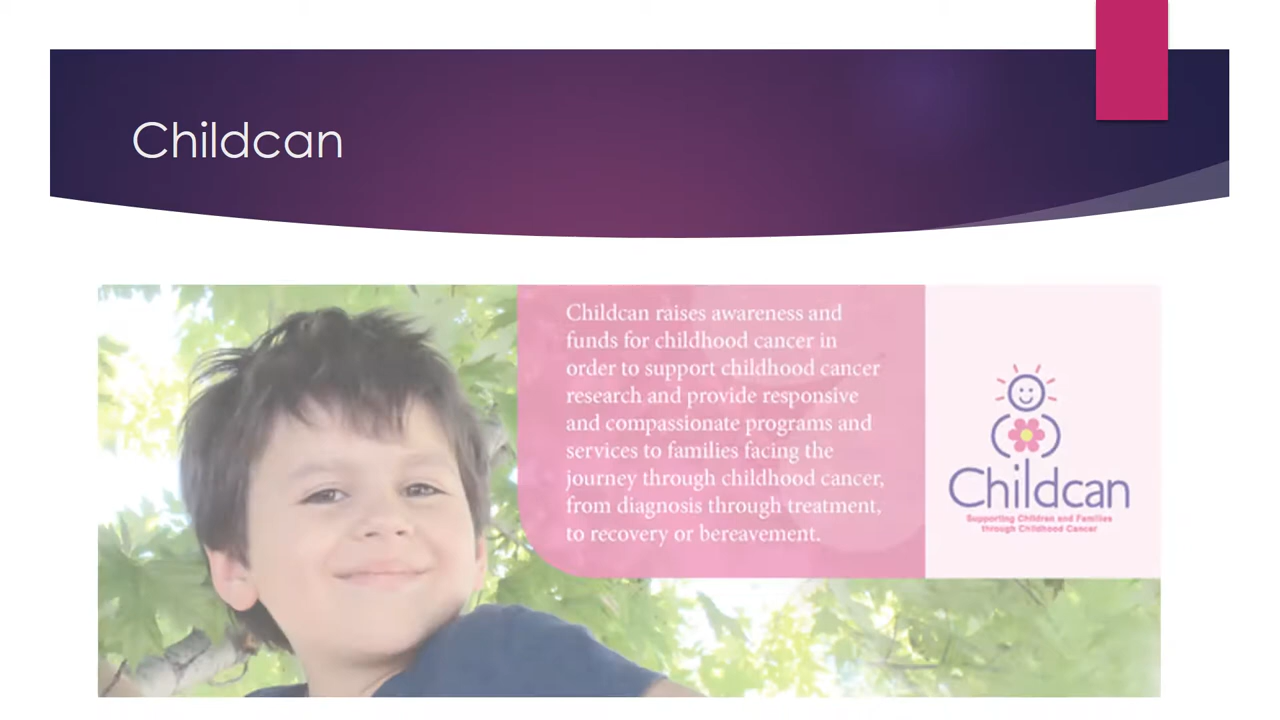 Childcan
Childcan raises awareness and
funds for childhood cancer in
order to support childhood cancer
research and provide responsive
and compassionate programs and
services to families facing the
journey through childhood cancer,
from diagnosis through treatment,
to recovery or bereavement.
Childcan
Supporting Children and Families
through Childhood Cancer